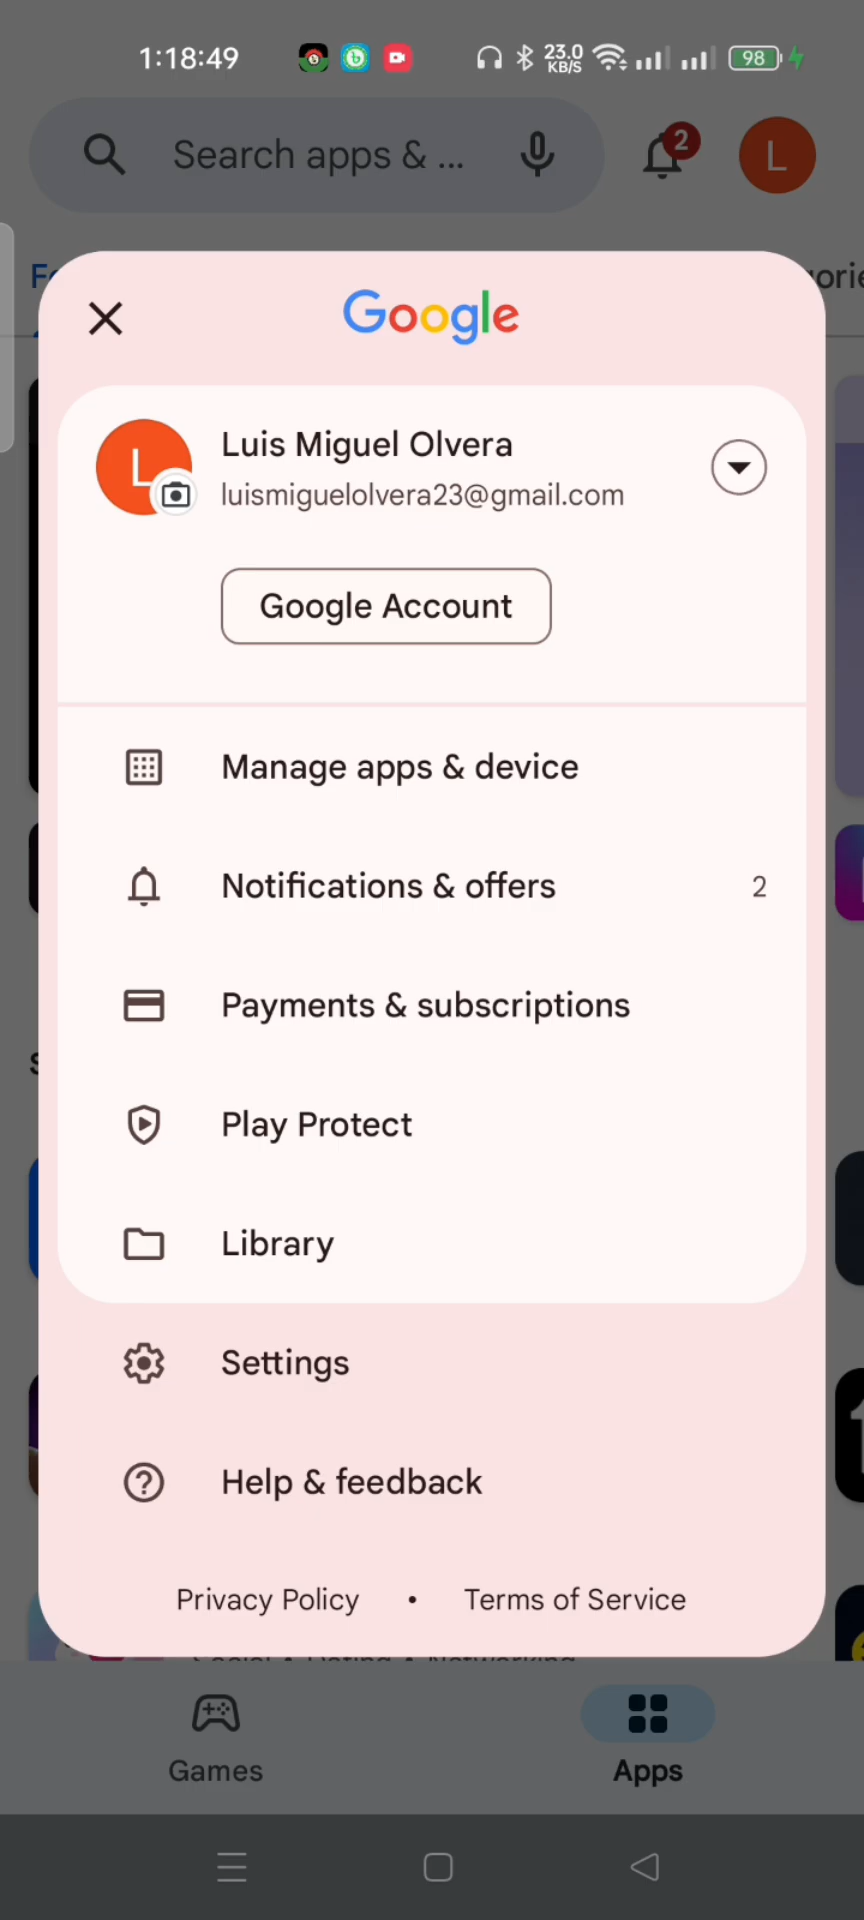 1:18:49
23.0
KB/S
98
Search apps & ...
2
L
Google
L
Luis Miguel Olvera
luismiguelolvera23@gmail.com
Google Account
Manage apps & device
Notifications & offers 2
Payments & subscriptions
Play Protect
Library
Settings
Help & feedback
Privacy Policy • Terms of Service
Games
Apps